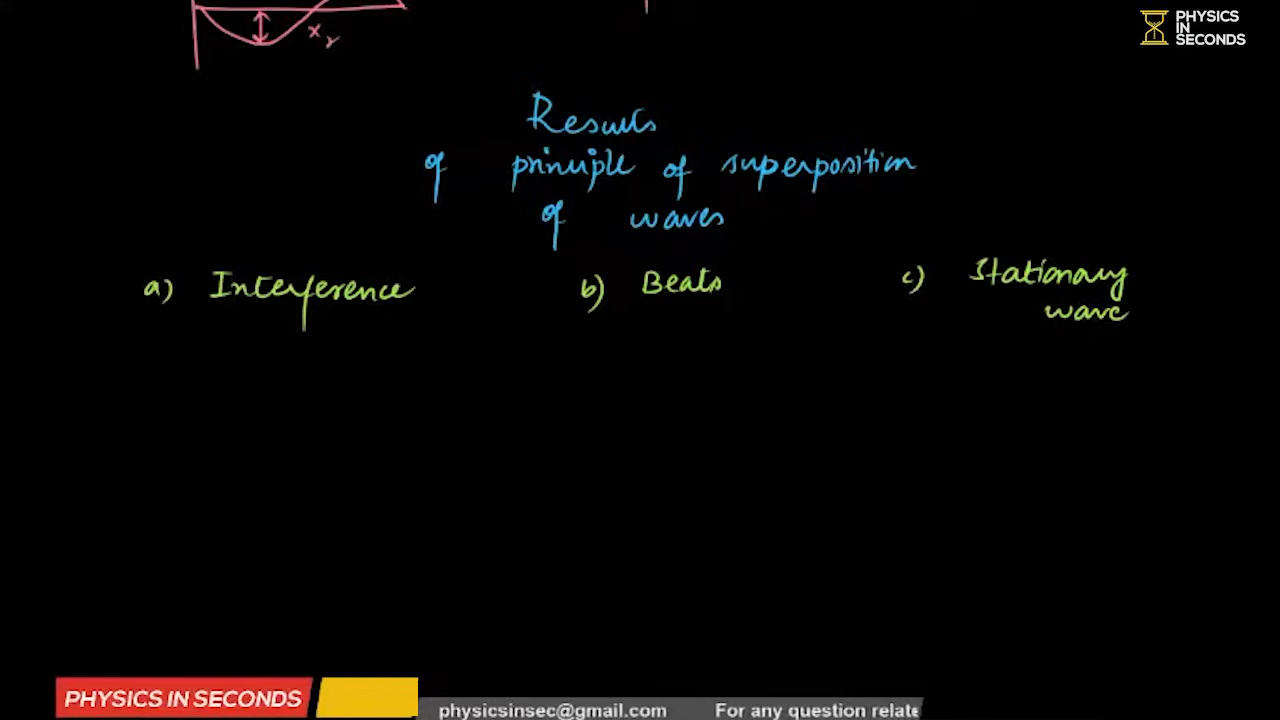 PHYSICS
IN
SECONDS
x
Results
of principle of superposition
of waves
a) Interference b) Beats c) Stationary
wave
PHYSICS IN SECONDS
physicsinsec@gmail.com For any question relate